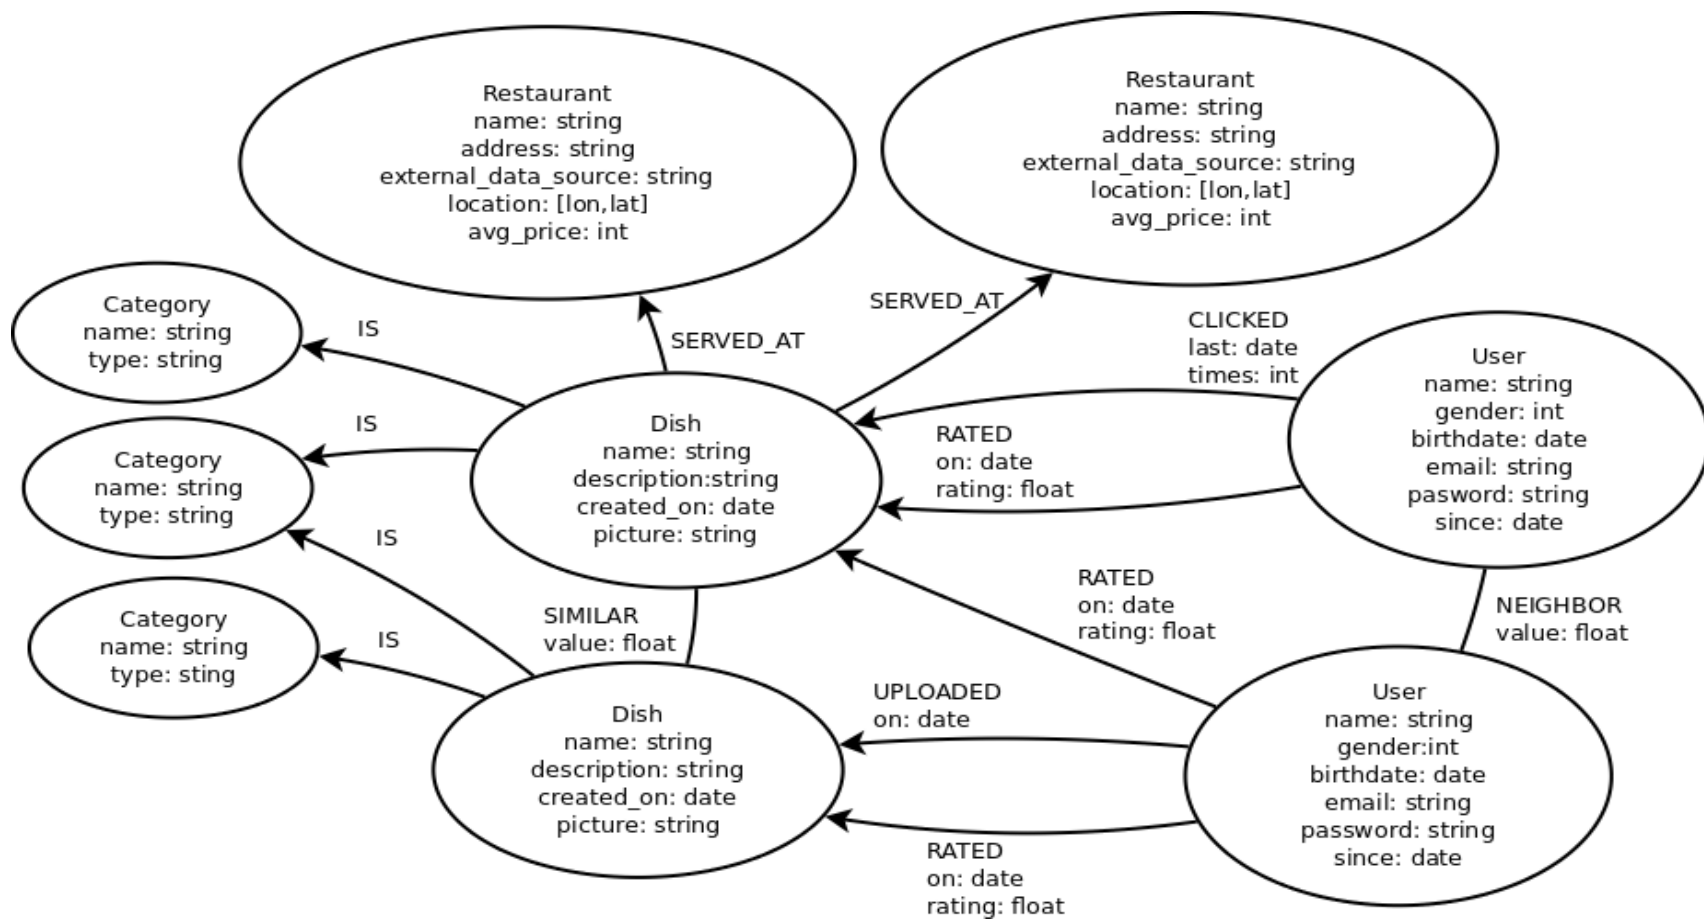 Restaurant
name: string
address: string
external_data_source: string
location: [lon,lat]
avg_price: int
Restaurant
name: string
address: string
external_data_source: string
location: [lon,lat]
avg_price: int
SERVED_AT
SERVED_AT
Category
name: string
type: string
IS
CLICKED
last: date
times: int
User
name: string
gender: int
birthdate: date
email: string
pasword: string
since: date
Category
name: string
type: string
IS
Dish
name: string
description:string
created_on: date
picture: string
RATED
on: date
rating: float
IS
Category
name: string
type: sting
IS
SIMILAR
value: float
RATED
on: date
rating: float
NEIGHBOR
value: float
Dish
name: string
description: string
created_on: date
picture: string
UPLOADED
on: date
User
name: string
gender:int
birthdate: date
email: string
password: string
since: date
RATED
on: date
rating: float